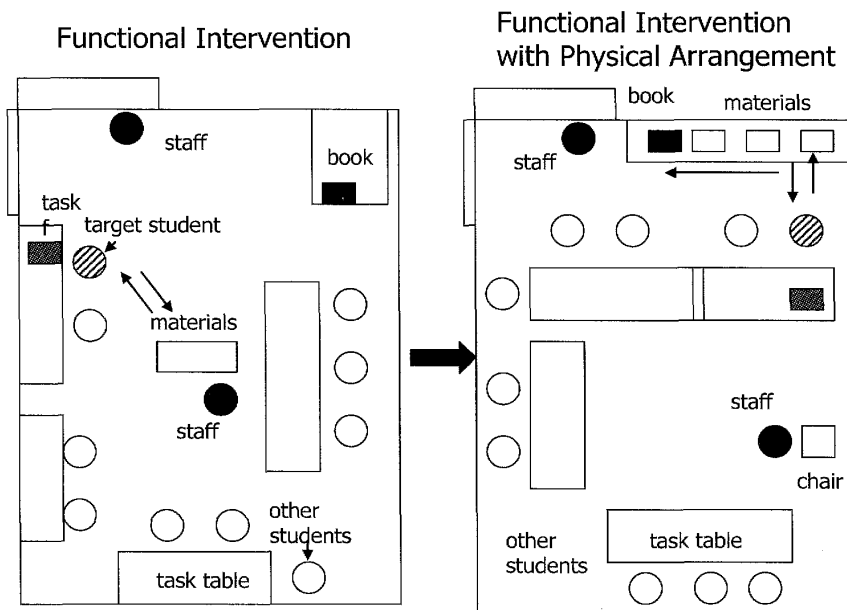 Functional Intervention
staff
book
task
f
target student
materials
staff
other
students
task table
Functional Intervention
with Physical Arrangement
book
materials
staff
staff
chair
other
students
task table